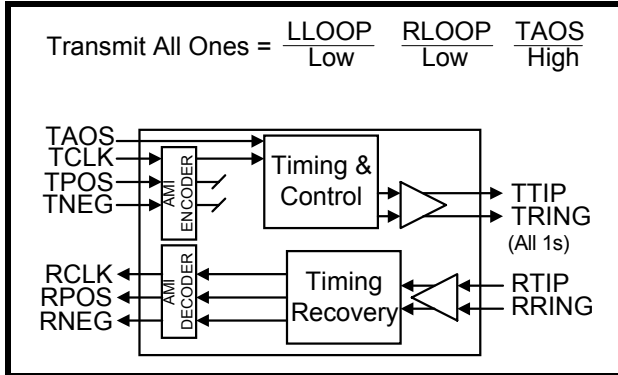 Transmit All Ones = LLOOP RLOOP TAOS
Low Low High
TAOS
TCLK
TPOS
TNEG
AMI
ENCODER
Timing &
Control
TTIP
TRING
(All 1s)
RCLK
RPOS
RNEG
AMI
DECODER
Timing
Recovery
RTIP
RRING